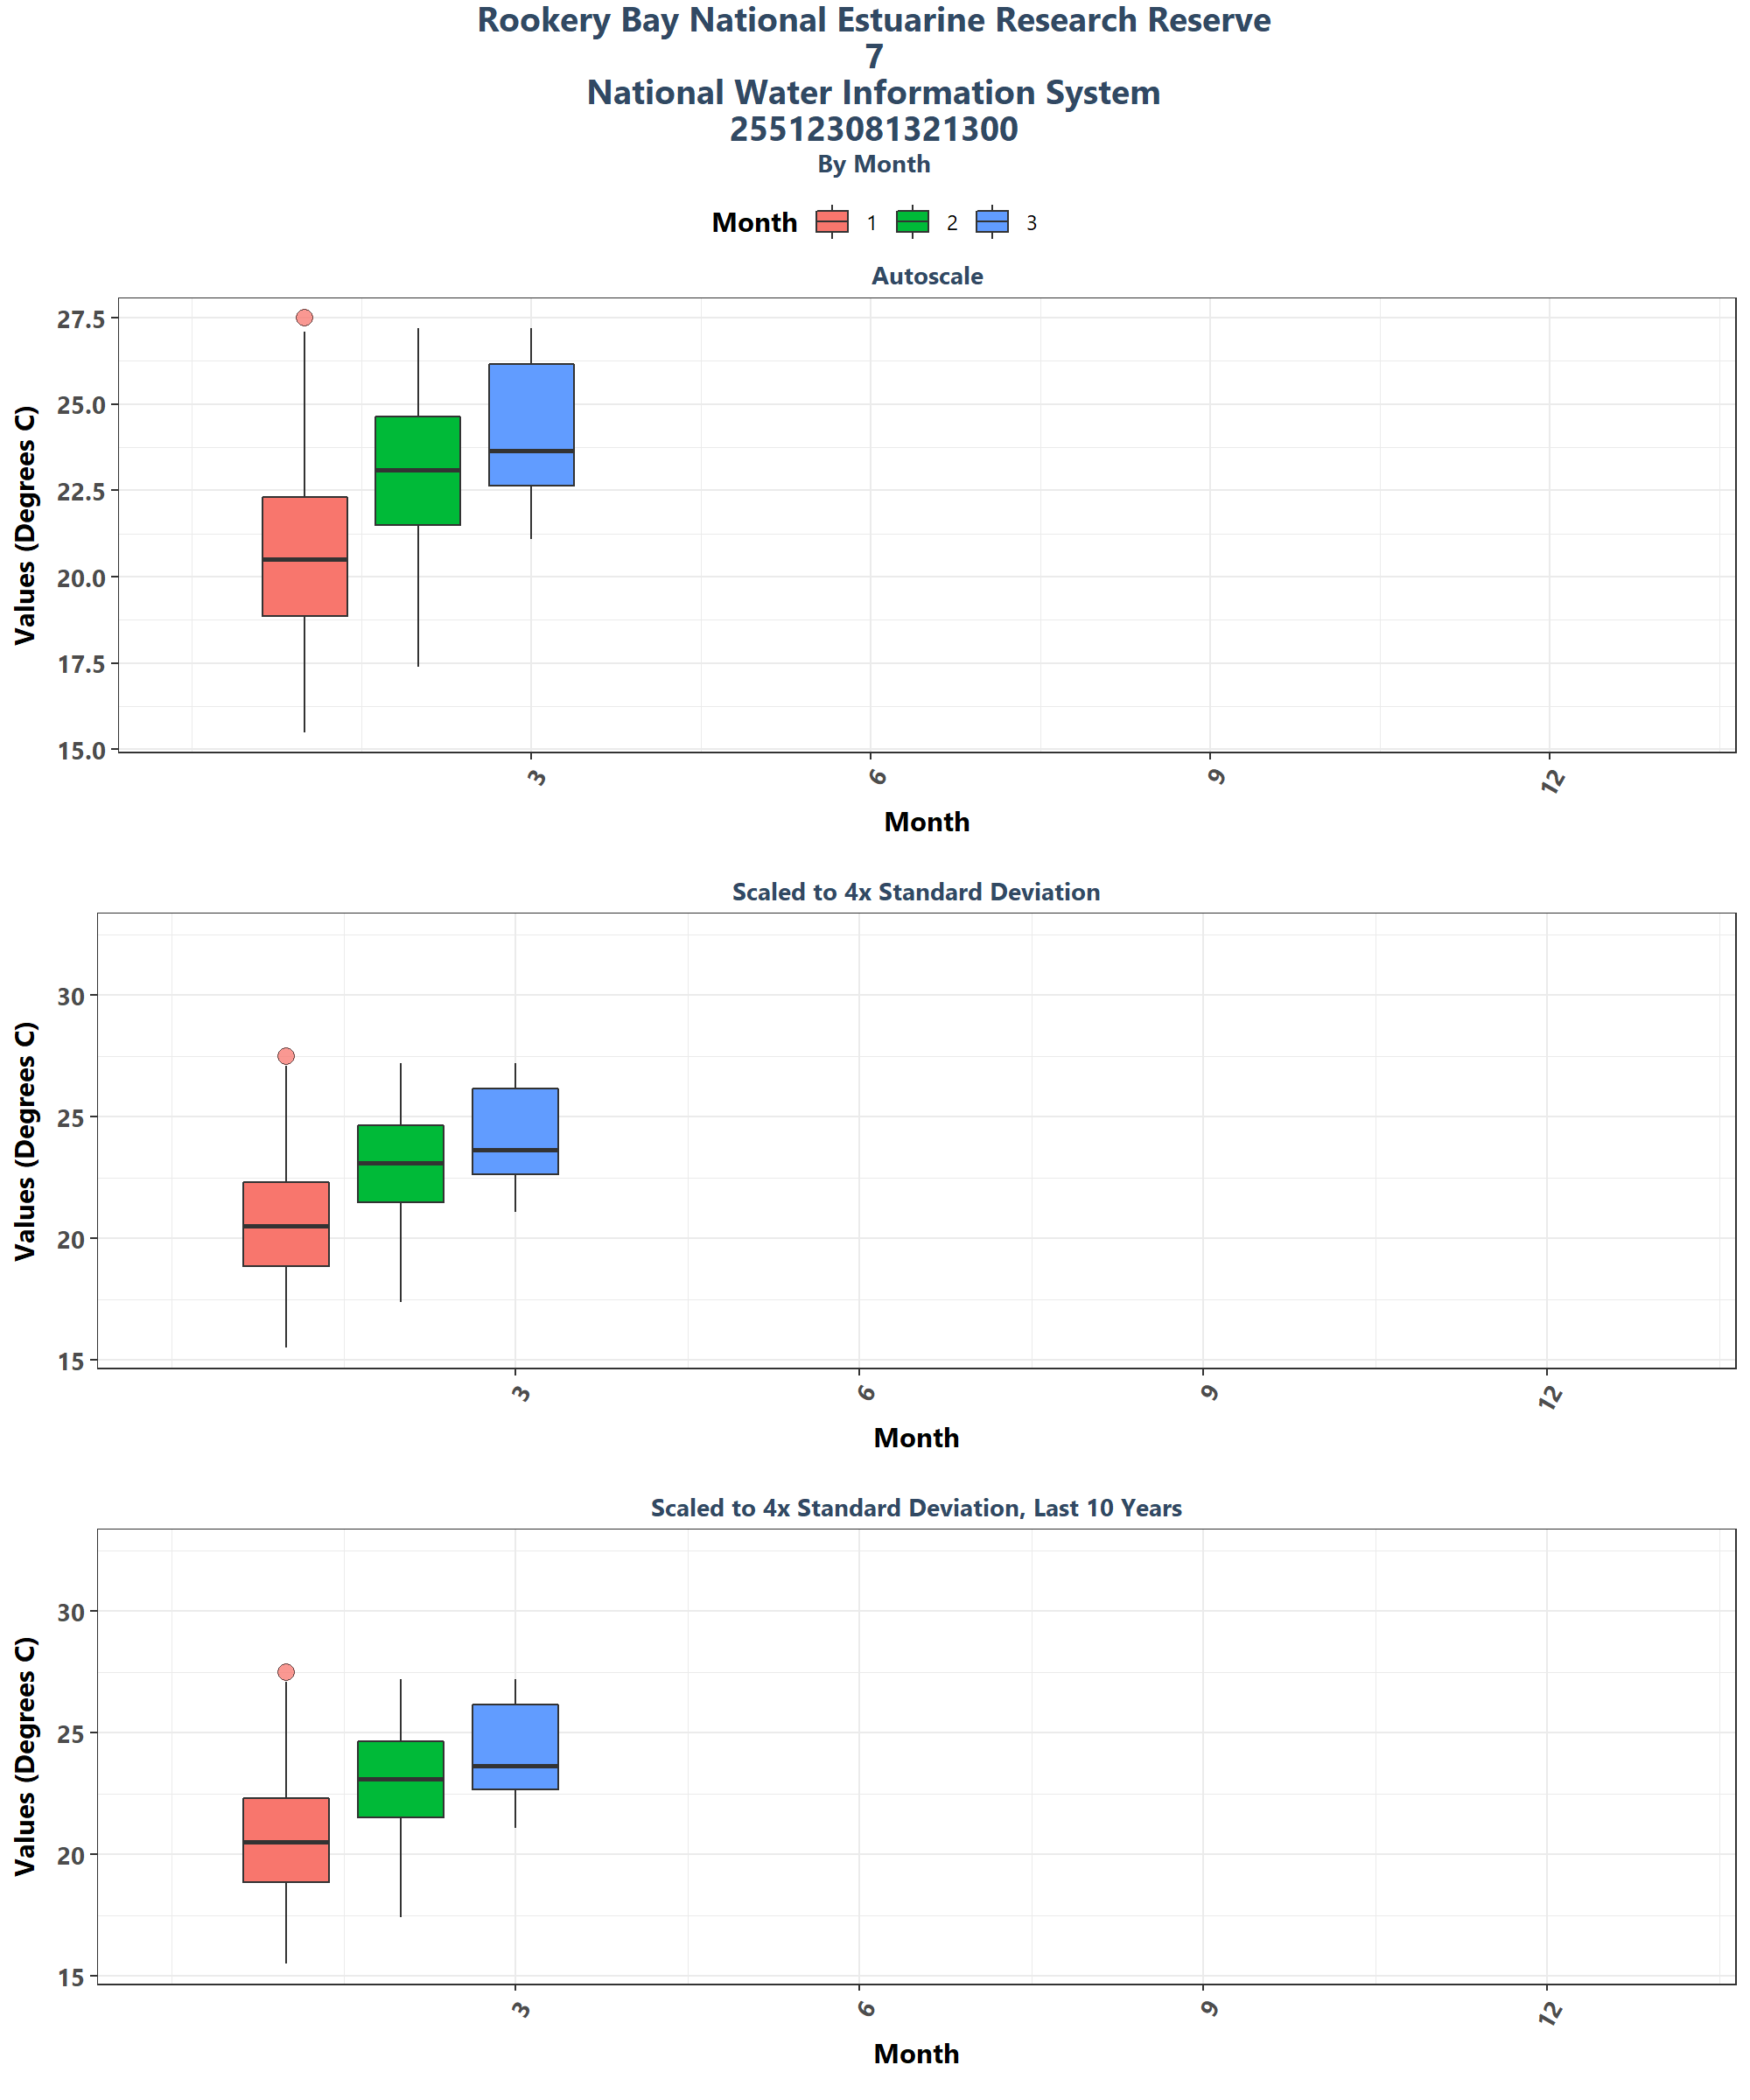 Rookery Bay National Estuarine Research Reserve
7
National Water Information System
255123081321300
By Month
Month 1 2 3
Autoscale
Values (Degrees C)
27.5
25.0
22.5
20.0
17.5
15.0
3 6 9 12
Month
Scaled to 4x Standard Deviation
Values (Degrees C)
30
25
20
15
3 6 9 12
Month
Scaled to 4x Standard Deviation, Last 10 Years
Values (Degrees C)
30
25
20
15
3 6 9 12
Month